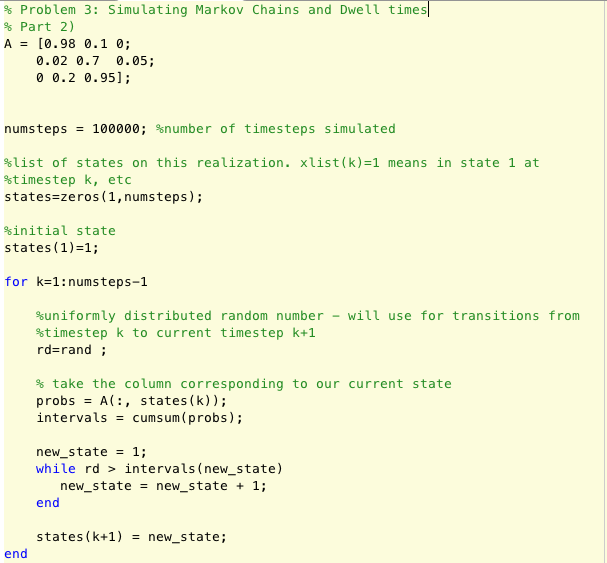 % Problem 3: Simulating Markov Chains and Dwell times
% Part 2)
A = [0.98 0.1 0;
    0.02 0.7  0.05;
    0 0.2 0.95];
numsteps = 100000; %number of timesteps simulated
%list of states on this realization. xlist(k)=1 means in state 1 at
%timestep k, etc
states=zeros(1,numsteps);
%initial state
states(1)=1;
for k=1:numsteps-1
    %uniformly distributed random number - will use for transitions from
    %timestep k to current timestep k+1
    rd=rand ;
    % take the column corresponding to our current state
    probs = A(:, states(k));
    intervals = cumsum(probs);
    new_state = 1;
    while rd > intervals(new_state)
       new_state = new_state + 1;
    end
    states(k+1) = new_state;
end